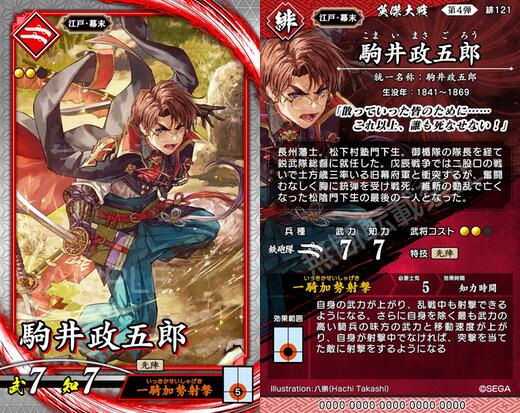 江戸・幕末
駒井政五郎
先陣
武7 知7
いっきかせいしゃげき
一騎加勢射撃
5
緋
江戸・幕末
英傑大戦
第4弾
緋121
こまいまさごろう
駒井政五郎
統一名称：駒井政五郎
生没年：1841～1869
「散っていった皆のために……
これ以上、誰も死なせない！」
長州藩士。松下村塾門下生。御楯隊の隊長を経て
鋭武隊総督に就任した。戊辰戦争では二股口の戦
いで土方歳三率いる旧幕府軍と衝突するが、奮闘
むなしく胸に銃弾を受け戦死。維新の動乱で亡く
なった松陰門下生の最後の一人となった。
兵種 武力 知力 武将コスト
鉄砲隊 7 7 特技 先陣
いっきかせいしゃげき
一騎加勢射撃
必要士気 5
効果時間 知力時間
効果範囲
自身の武力が上がり、乱戦中も射撃できる
ようになる。さらに自身を除く最も武力の
高い騎兵の味方の武力と移動速度が上が
り、自身が射撃中でなければ、突撃を当て
た敵に射撃をするようになる
Illustration:八祟(Hachi Takashi)
©SEGA
0000 0000 0000 0000 0000